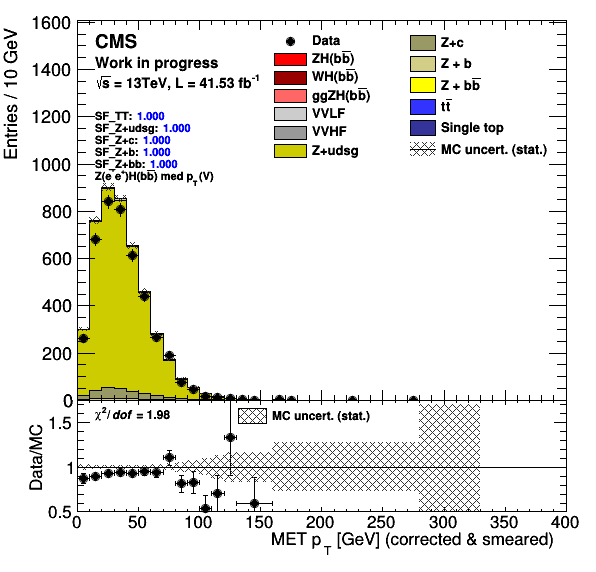 Entries / 10 GeV
1600
1400
1200
1000
800
600
400
200
0
CMS
Work in progress
√s = 13TeV, L = 41.53 fb⁻¹
SF_TT: 1.000
SF_Z+udsg: 1.000
SF_Z+c: 1.000
SF_Z+b: 1.000
SF_Z+bb: 1.000
Z(e⁻e⁺)H(bb̅) med p_T(V)
Data
ZH(bb̅)
WH(bb̅)
ggZH(bb̅)
VVLF
VVHF
Z+udsg
Z+c
Z + b
Z + bb̅
tt̅
Single top
MC uncert. (stat.)
Data/MC
1.5
1
0.5
χ²/dof = 1.98
MC uncert. (stat.)
0 50 100 150 200 250 300 350 400
MET p_T [GeV] (corrected & smeared)